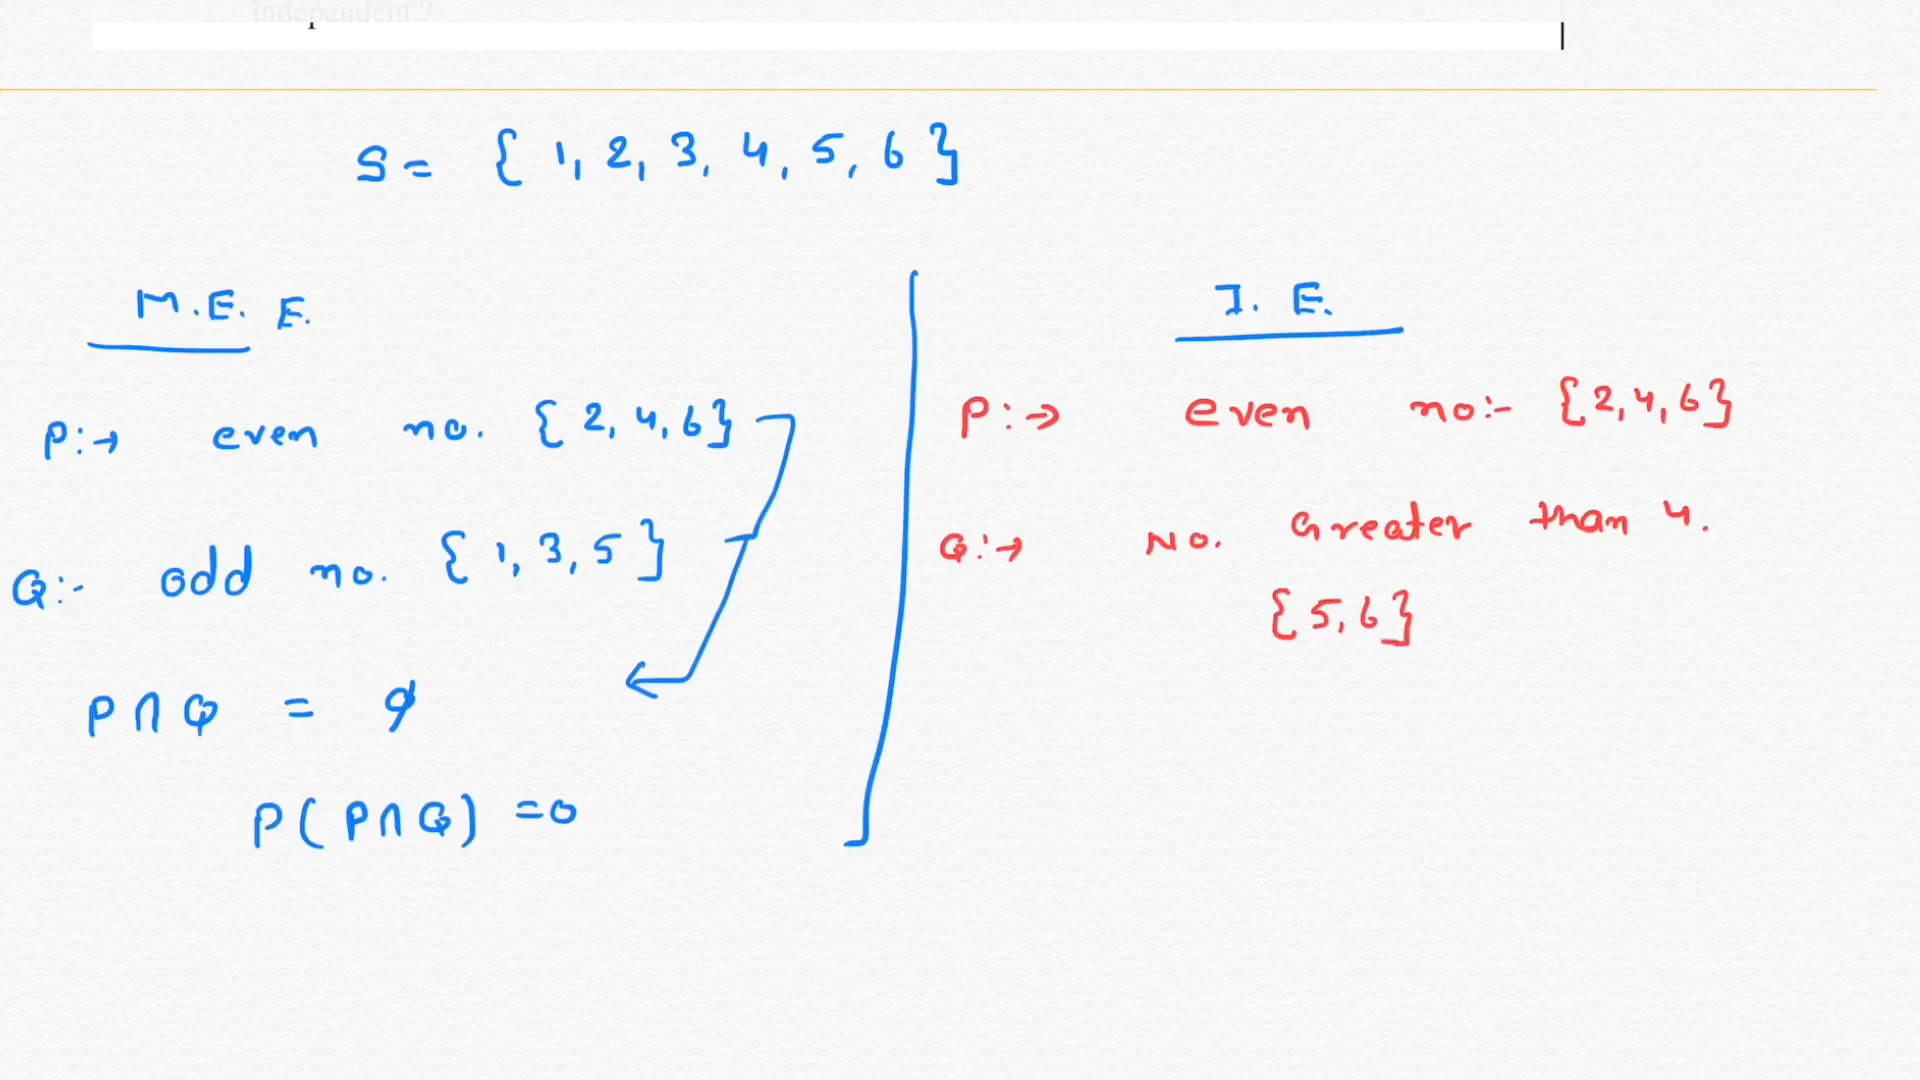 independent ?
S = { 1, 2, 3, 4, 5, 6 }
M.E. E.
P:→ even no. { 2, 4, 6}
Q:- odd no. { 1, 3, 5 }
P ∩ Q = φ
P( P∩Q) =0
I. E.
P:→ even no:- {2,4,6}
Q:→ No. Greater than 4.
{5,6}